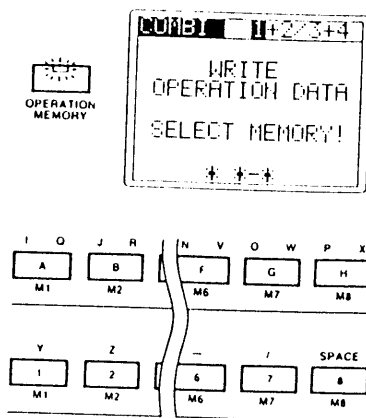 COMBI 1+2/3+4
WRITE
OPERATION DATA
SELECT MEMORY!
* *-*
OPERATION
MEMORY
I Q J R N V O W P X
A B F G H
M1 M2 M6 M7 M8
Y Z — / SPACE
1 2 6 7 8
M1 M2 M6 M7 M8